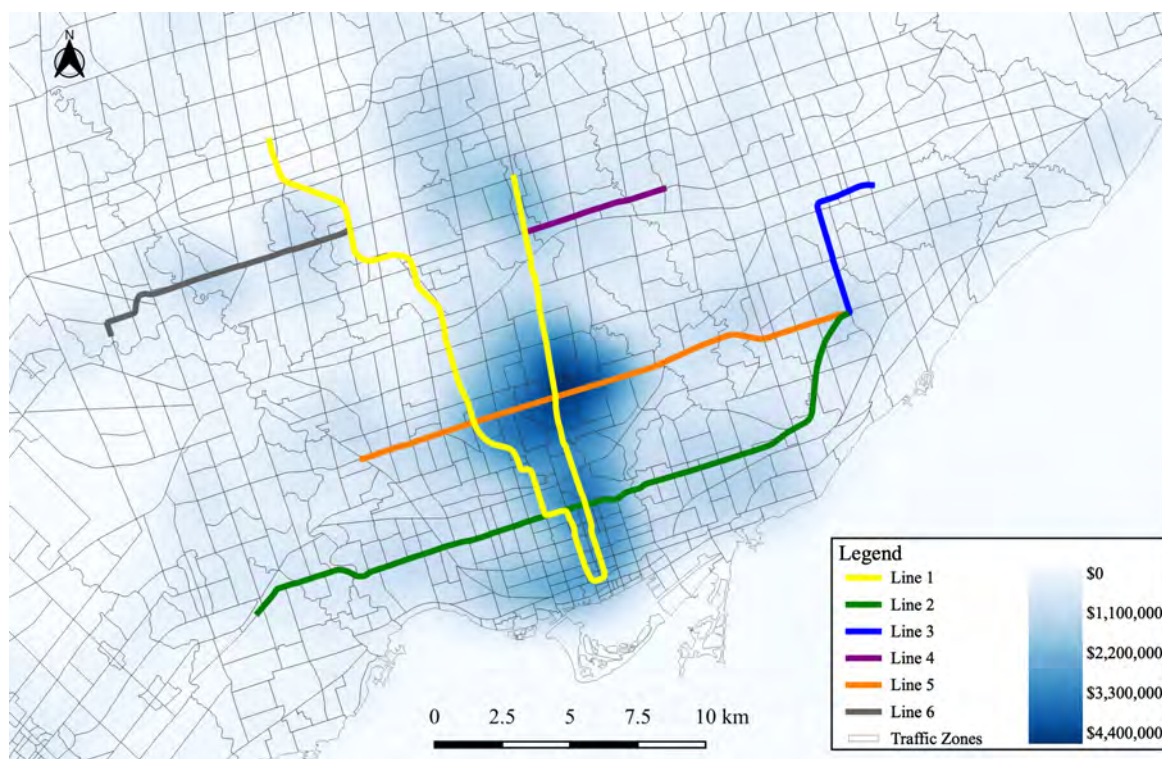 N
0
2.5
5
7.5
10 km
Legend
Line 1
Line 2
Line 3
Line 4
Line 5
Line 6
Traffic Zones
$0
$1,100,000
$2,200,000
$3,300,000
$4,400,000